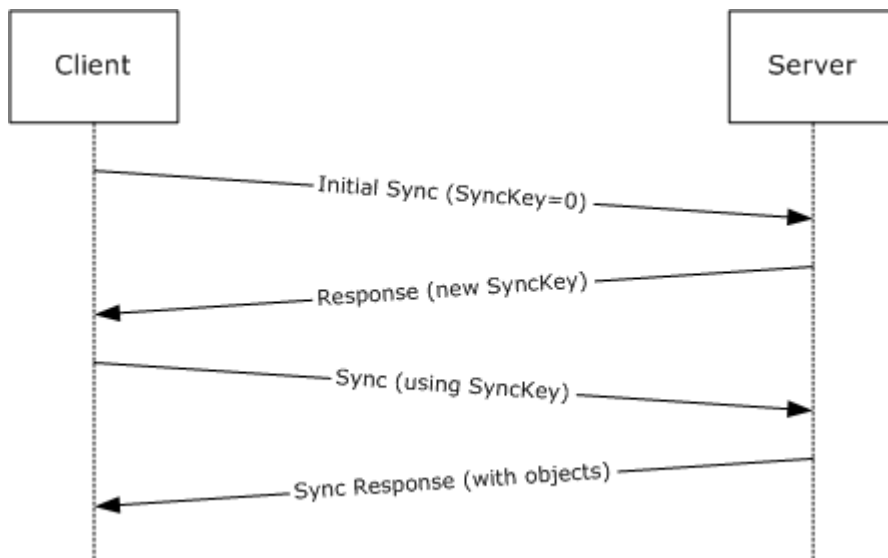 Client
Server
Initial Sync (SyncKey=0)
Response (new SyncKey)
Sync (using SyncKey)
Sync Response (with objects)